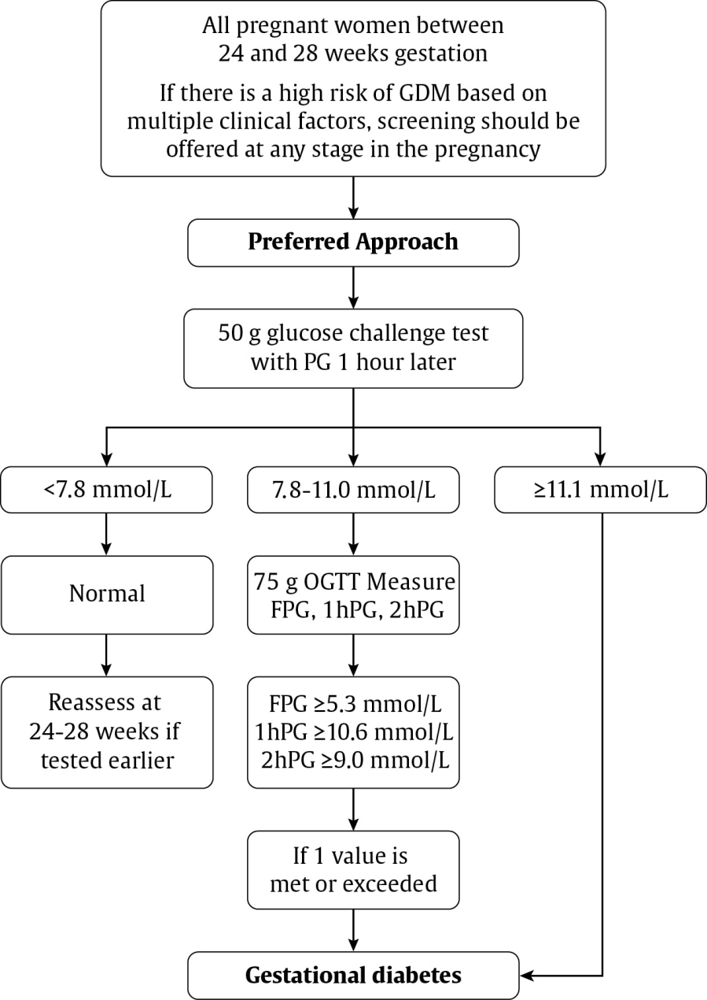 All pregnant women between
24 and 28 weeks gestation
If there is a high risk of GDM based on
multiple clinical factors, screening should be
offered at any stage in the pregnancy
Preferred Approach
50 g glucose challenge test
with PG 1 hour later
<7.8 mmol/L
7.8-11.0 mmol/L
≥11.1 mmol/L
Normal
75 g OGTT Measure
FPG, 1hPG, 2hPG
Reassess at
24-28 weeks if
tested earlier
FPG ≥5.3 mmol/L
1hPG ≥10.6 mmol/L
2hPG ≥9.0 mmol/L
If 1 value is
met or exceeded
Gestational diabetes